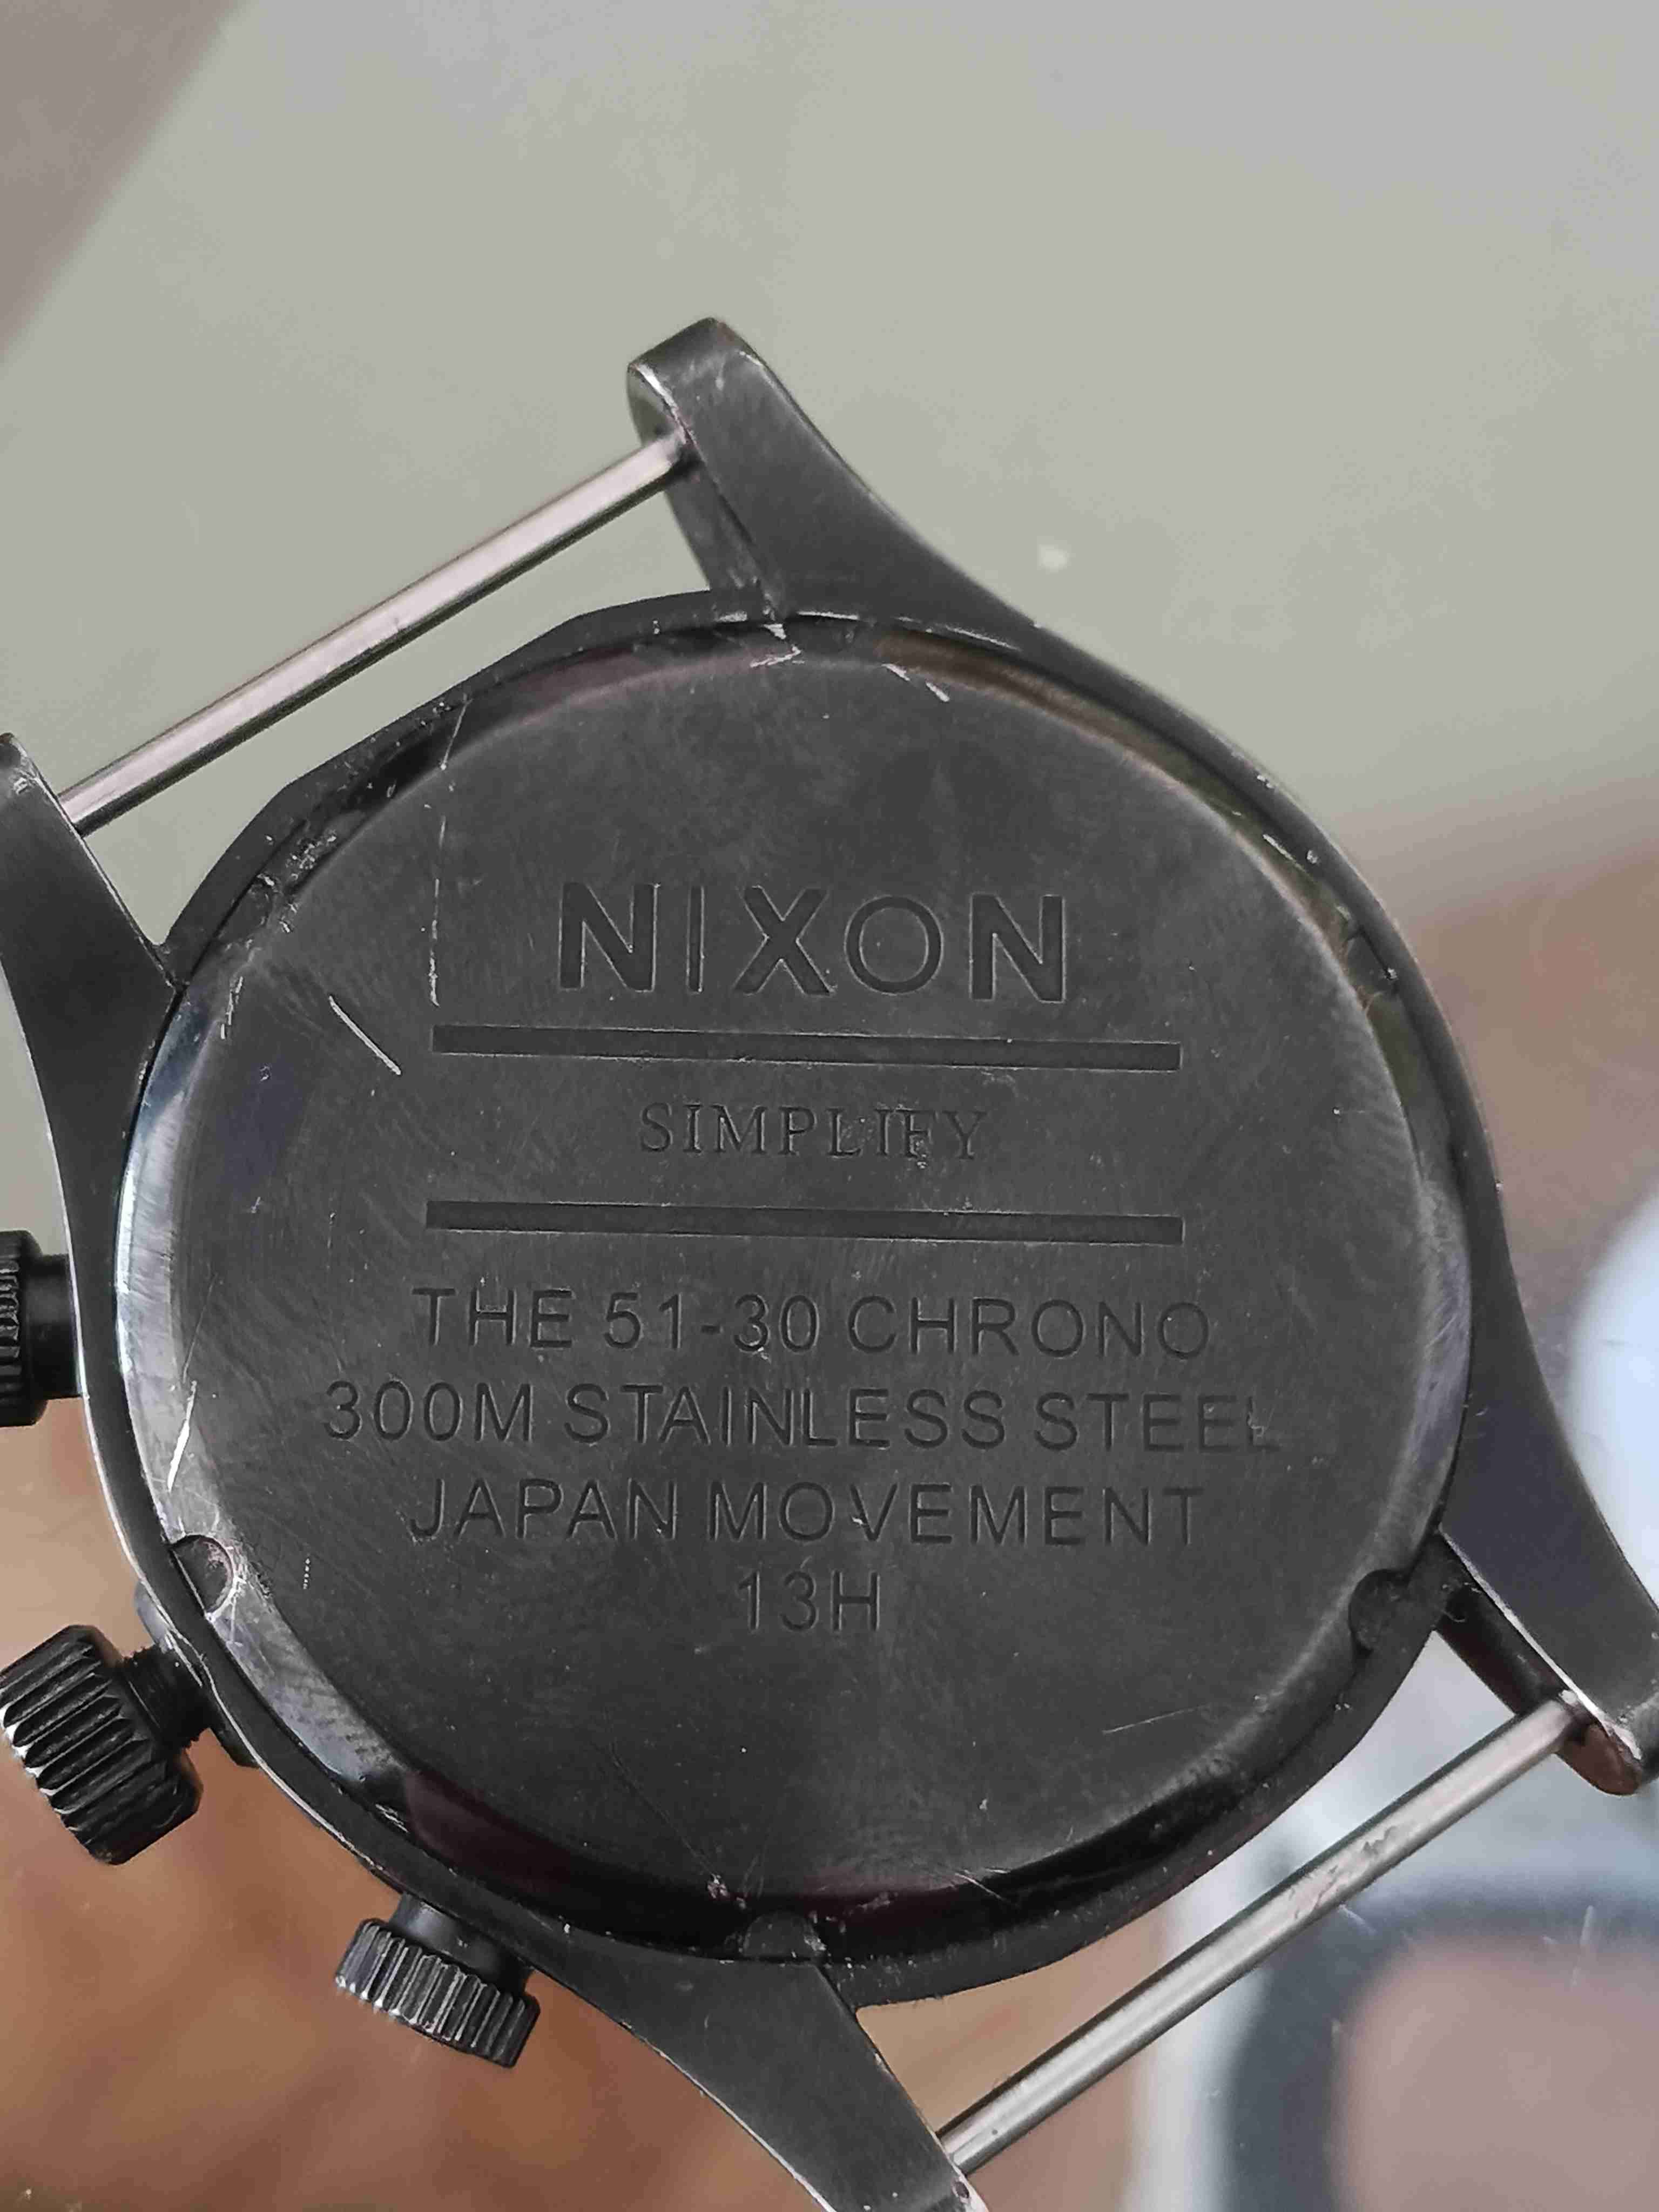 NIXON
SIMPLIFY
THE 51-30 CHRONO
300M STAINLESS STEEL
JAPAN MOVEMENT
13H